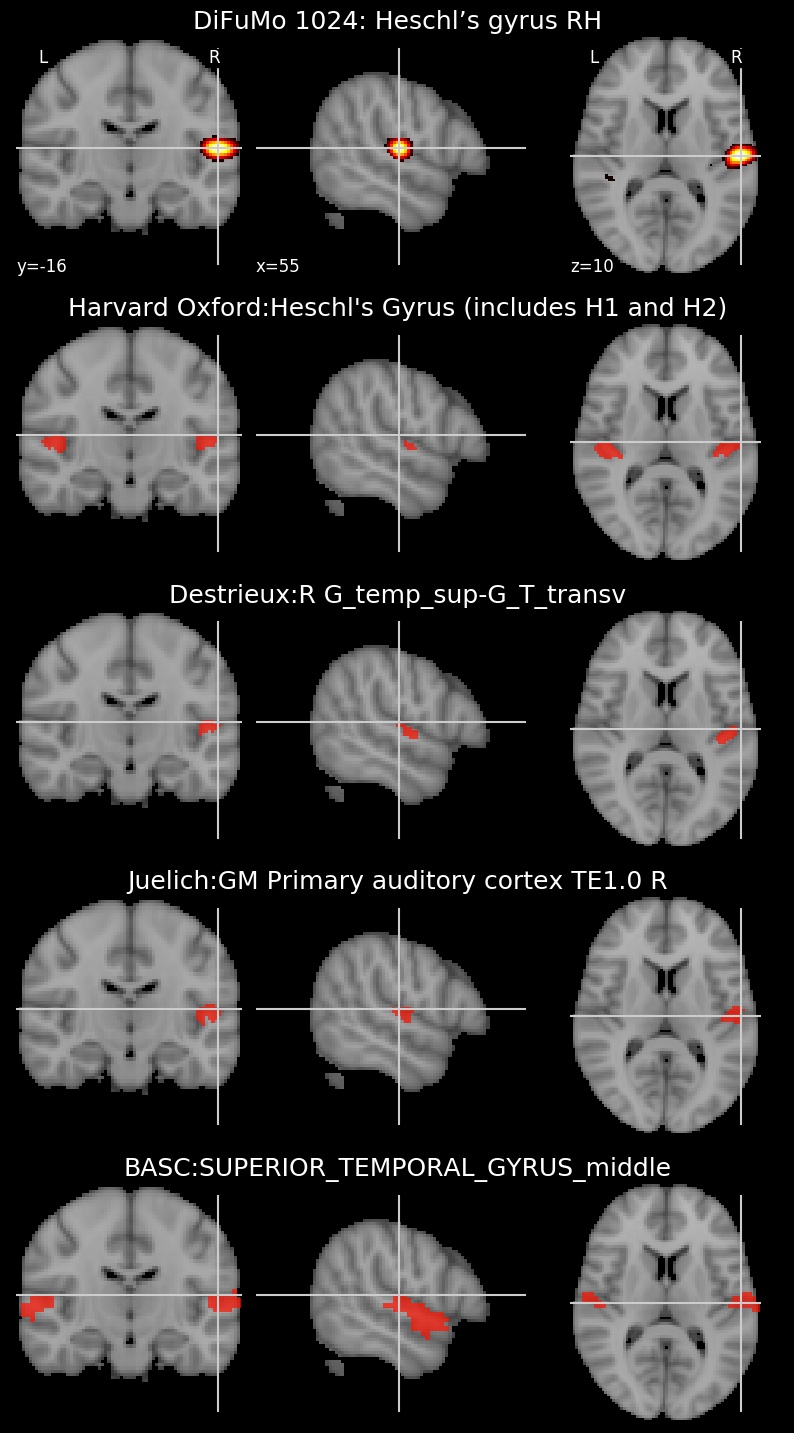 DiFuMo 1024: Heschl’s gyrus RH
L R L R
y=-16 x=55 z=10
Harvard Oxford:Heschl's Gyrus (includes H1 and H2)
Destrieux:R G_temp_sup-G_T_transv
Juelich:GM Primary auditory cortex TE1.0 R
BASC:SUPERIOR_TEMPORAL_GYRUS_middle